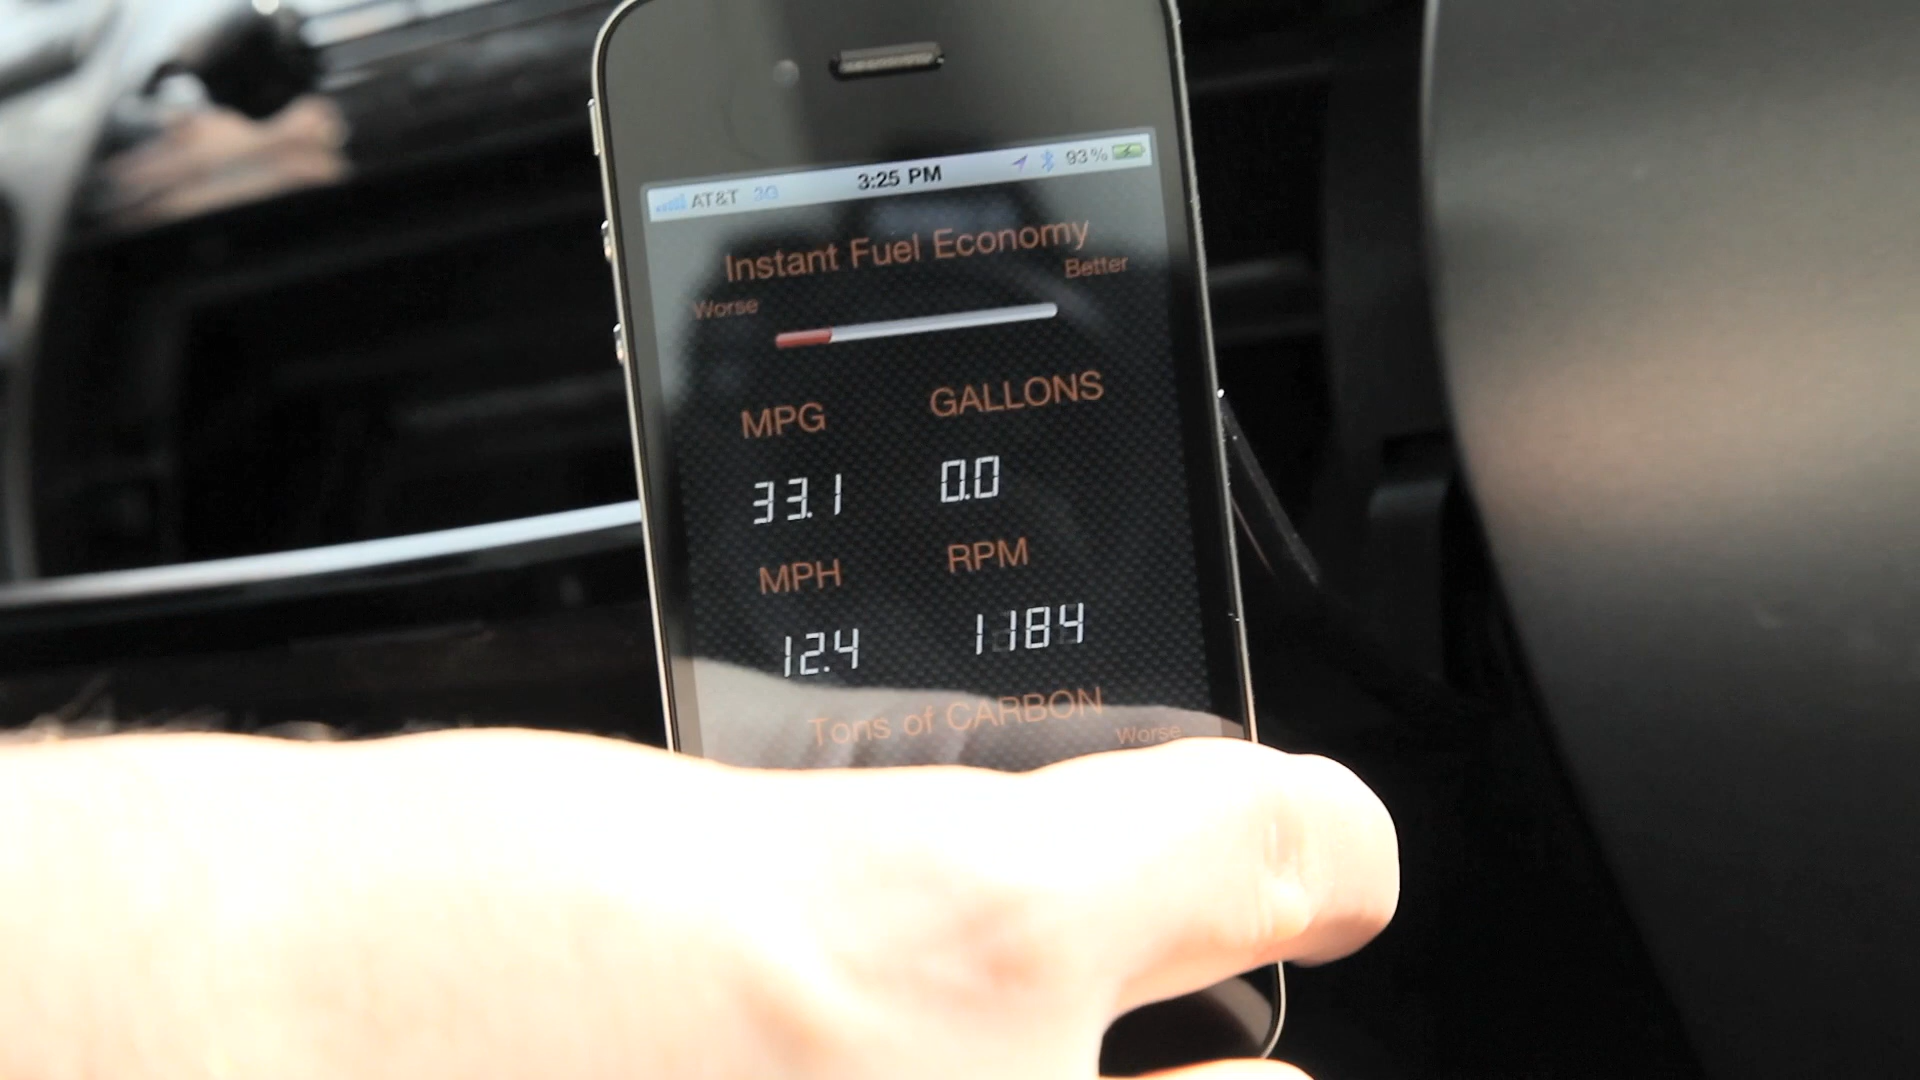 AT&T 3G 3:25 PM 93%
Instant Fuel Economy
Worse Better
MPG GALLONS
33.1 0.0
MPH RPM
12.4 1184
Tons of CARBON
Worse